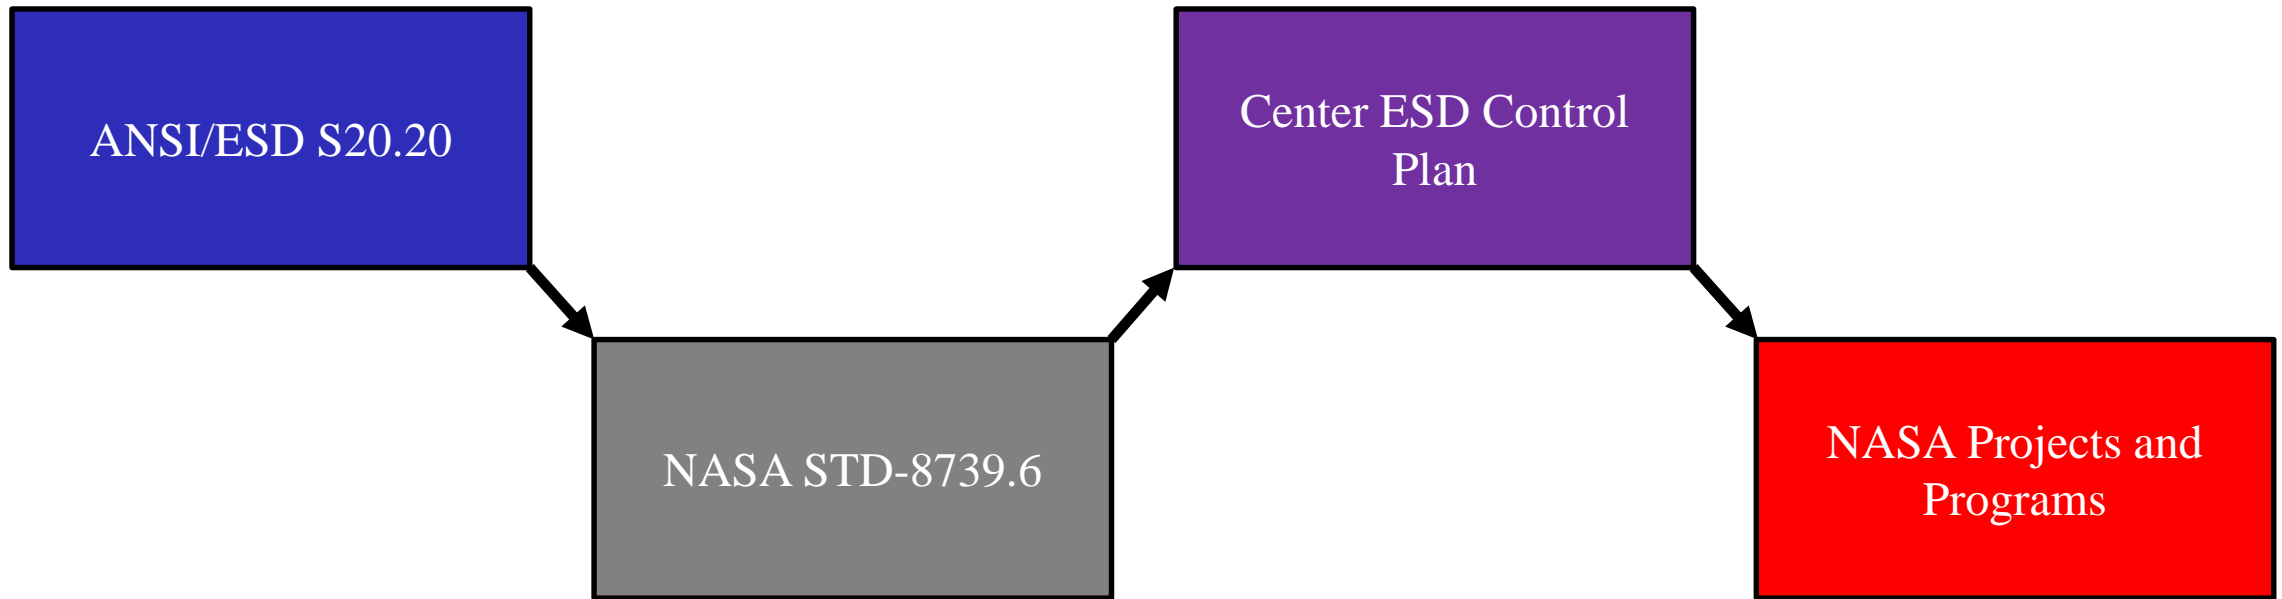 ANSI/ESD S20.20
NASA STD-8739.6
Center ESD Control
Plan
NASA Projects and
Programs